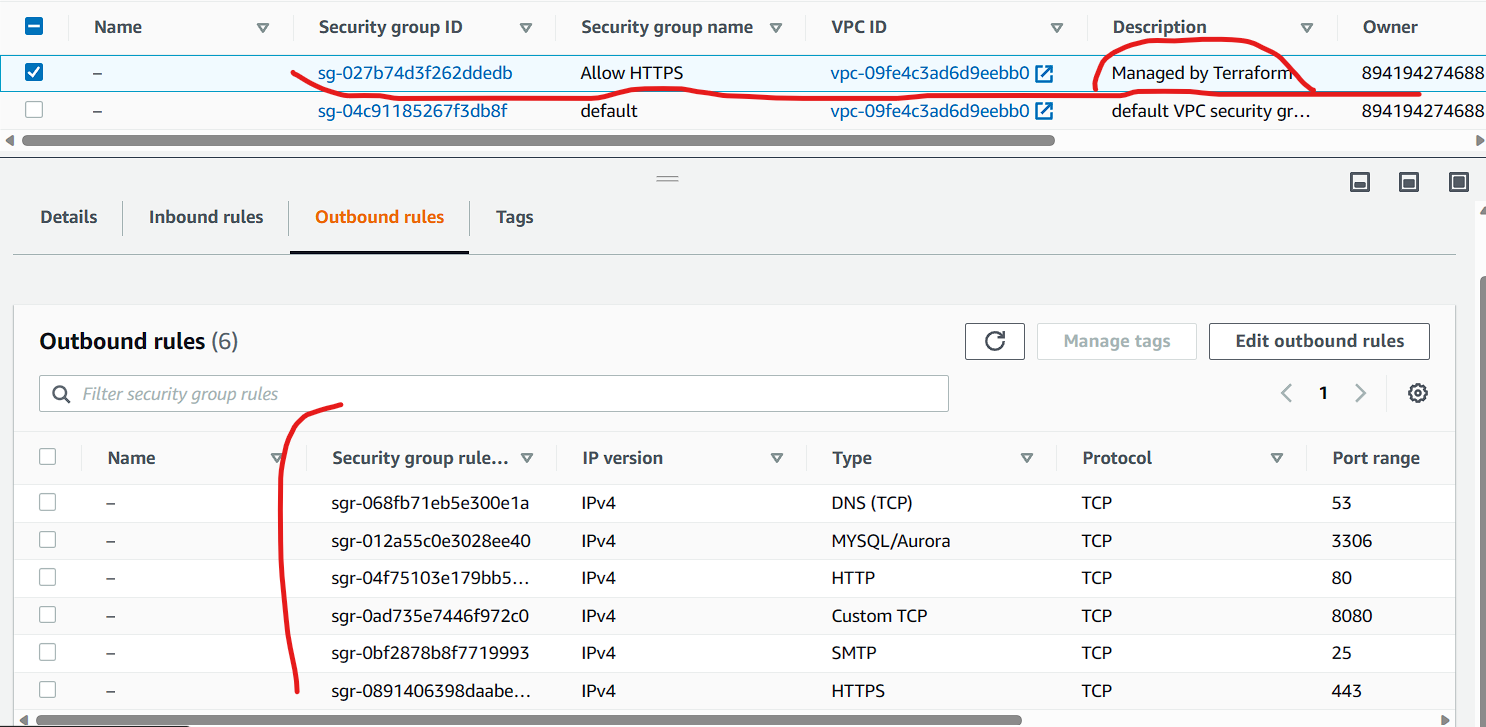 Name Security group ID Security group name VPC ID Description Owner
– sg-027b74d3f262ddedb Allow HTTPS vpc-09fe4c3ad6d9eebb0 Managed by Terraform 894194274688
– sg-04c91185267f3db8f default vpc-09fe4c3ad6d9eebb0 default VPC security gr... 894194274688
Details Inbound rules Outbound rules Tags
Outbound rules (6) Manage tags Edit outbound rules
Filter security group rules 1
Name Security group rule... IP version Type Protocol Port range
– sgr-068fb71eb5e300e1a IPv4 DNS (TCP) TCP 53
– sgr-012a55c0e3028ee40 IPv4 MYSQL/Aurora TCP 3306
– sgr-04f75103e179bb5... IPv4 HTTP TCP 80
– sgr-0ad735e7446f972c0 IPv4 Custom TCP TCP 8080
– sgr-0bf2878b8f7719993 IPv4 SMTP TCP 25
– sgr-0891406398daabe... IPv4 HTTPS TCP 443